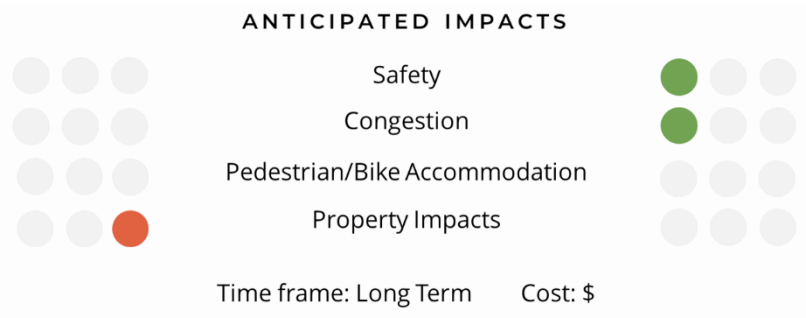 ANTICIPATED IMPACTS
Safety
Congestion
Pedestrian/Bike Accommodation
Property Impacts
Time frame: Long Term Cost: $